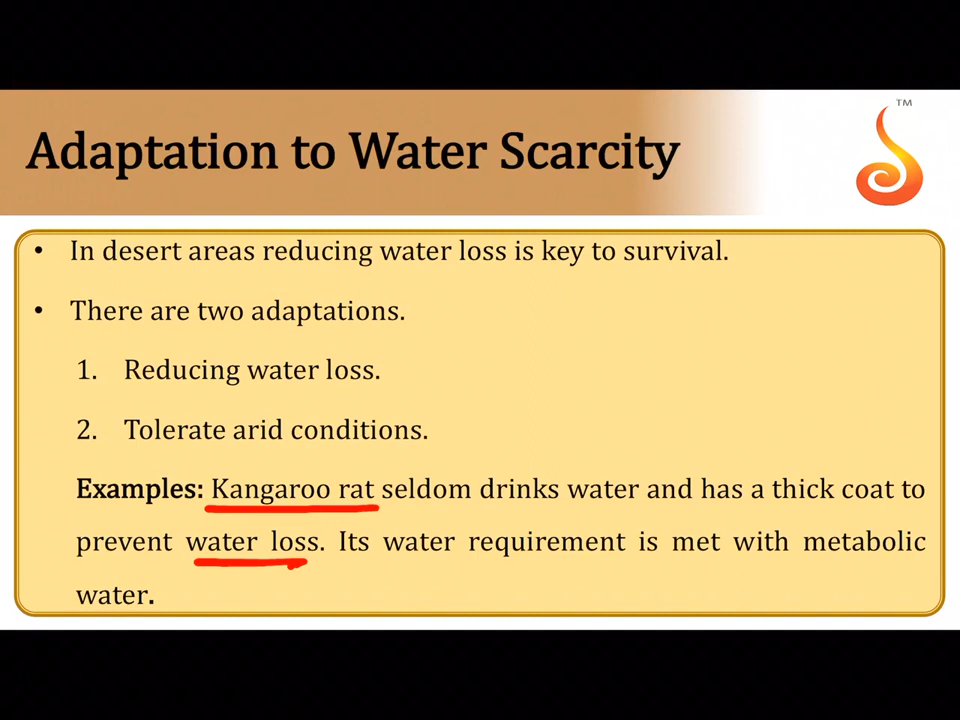 TM
Adaptation to Water Scarcity
• In desert areas reducing water loss is key to survival.
• There are two adaptations.
1. Reducing water loss.
2. Tolerate arid conditions.
Examples: Kangaroo rat seldom drinks water and has a thick coat to
prevent water loss. Its water requirement is met with metabolic
water.